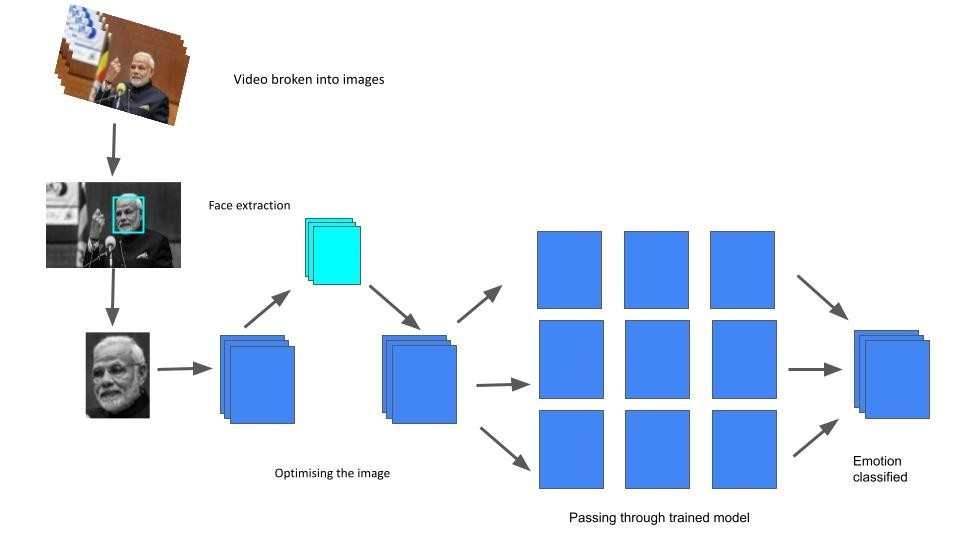 Video broken into images
Face extraction
Optimising the image
Emotion
classified
Passing through trained model